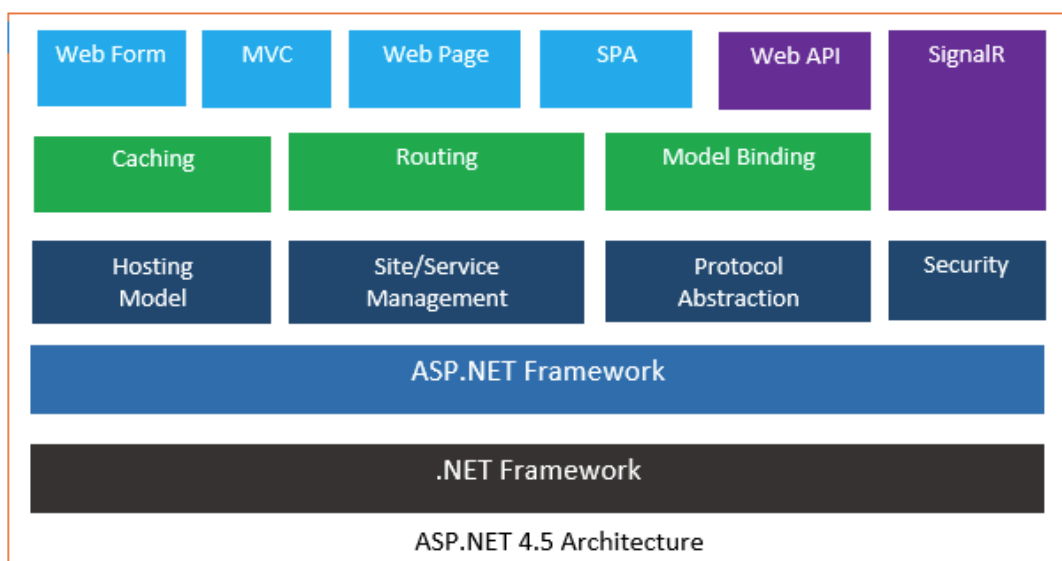 Web Form
MVC
Web Page
SPA
Web API
SignalR
Caching
Routing
Model Binding
Hosting
Model
Site/Service
Management
Protocol
Abstraction
Security
ASP.NET Framework
.NET Framework
ASP.NET 4.5 Architecture